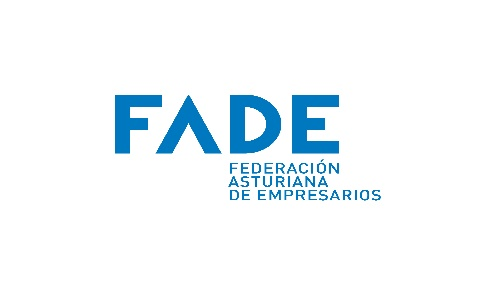 FADE
FEDERACIÓN
ASTURIANA
DE EMPRESARIOS